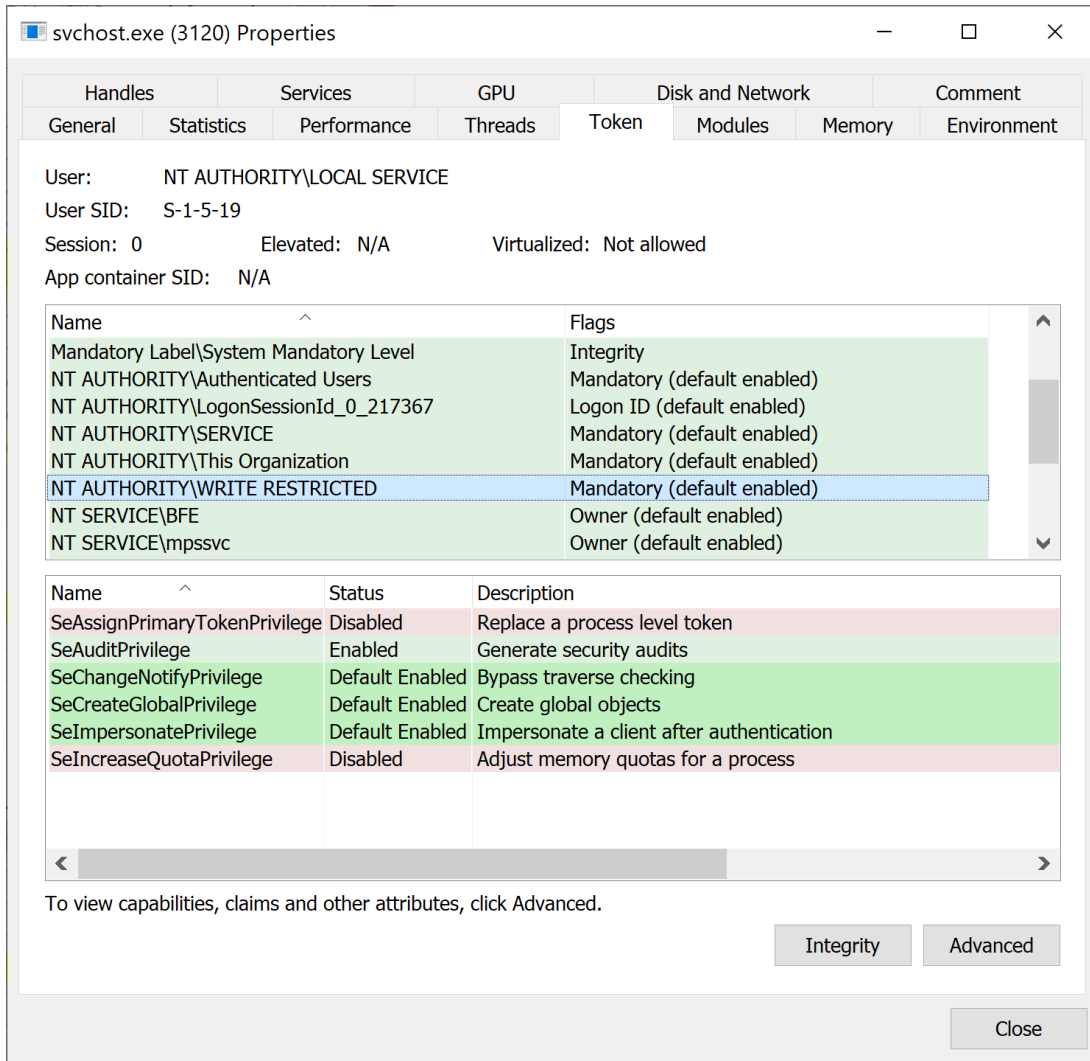 svchost.exe (3120) Properties
Handles Services GPU Disk and Network Comment
General Statistics Performance Threads Token Modules Memory Environment
User: NT AUTHORITY\LOCAL SERVICE
User SID: S-1-5-19
Session: 0 Elevated: N/A Virtualized: Not allowed
App container SID: N/A
Name Flags
Mandatory Label\System Mandatory Level Integrity
NT AUTHORITY\Authenticated Users Mandatory (default enabled)
NT AUTHORITY\LogonSessionId_0_217367 Logon ID (default enabled)
NT AUTHORITY\SERVICE Mandatory (default enabled)
NT AUTHORITY\This Organization Mandatory (default enabled)
NT AUTHORITY\WRITE RESTRICTED Mandatory (default enabled)
NT SERVICE\BFE Owner (default enabled)
NT SERVICE\mpssvc Owner (default enabled)
Name Status Description
SeAssignPrimaryTokenPrivilege Disabled Replace a process level token
SeAuditPrivilege Enabled Generate security audits
SeChangeNotifyPrivilege Default Enabled Bypass traverse checking
SeCreateGlobalPrivilege Default Enabled Create global objects
SeImpersonatePrivilege Default Enabled Impersonate a client after authentication
SeIncreaseQuotaPrivilege Disabled Adjust memory quotas for a process
To view capabilities, claims and other attributes, click Advanced.
Integrity Advanced
Close